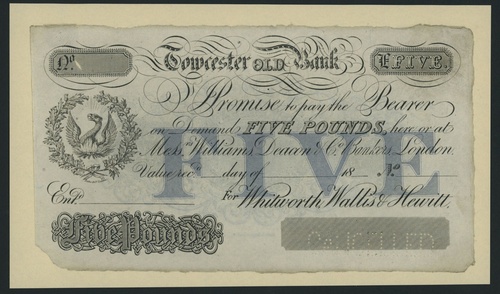 No. £FIVE.
Towcester OLD Bank
I Promise to pay the Bearer
on Demand FIVE POUNDS, here or at
Messrs. Williams, Deacon & Co. Bankers, London.
Value recd. day of 18 No.
FIVE
Entd. For Whitworth, Wallis & Hewitt.
Five Pounds
CANCELLED